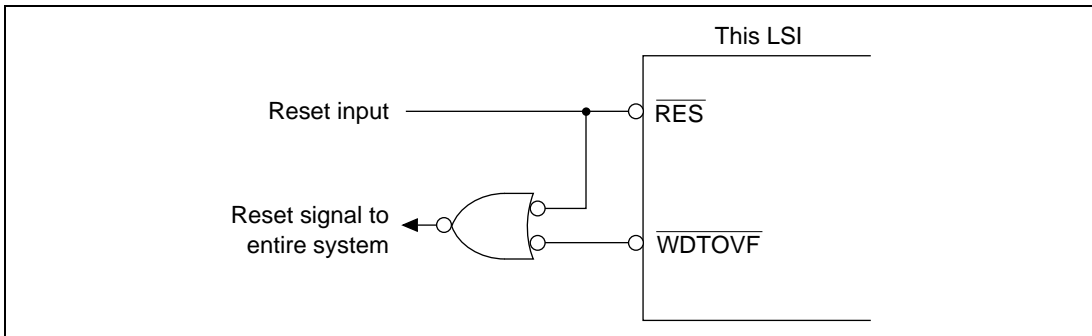 This LSI
Reset input
RES
Reset signal to
entire system
WDTOVF